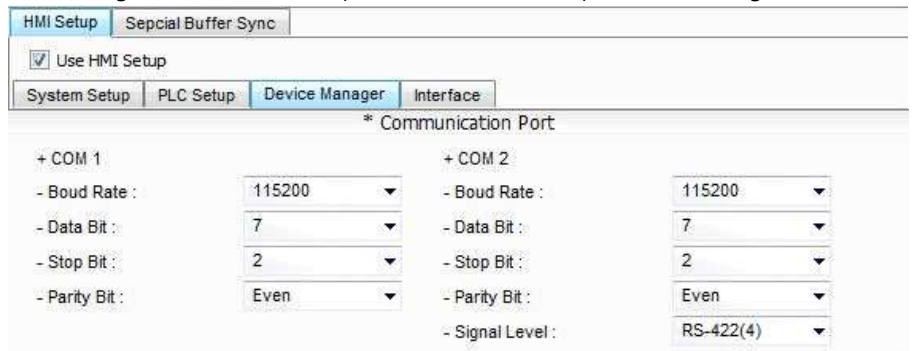 HMI Setup Sepcial Buffer Sync
Use HMI Setup
System Setup PLC Setup Device Manager Interface
* Communication Port
+ COM 1 + COM 2
- Boud Rate : 115200 - Boud Rate : 115200
- Data Bit : 7 - Data Bit : 7
- Stop Bit : 2 - Stop Bit : 2
- Parity Bit : Even - Parity Bit : Even
- Signal Level : RS-422(4)